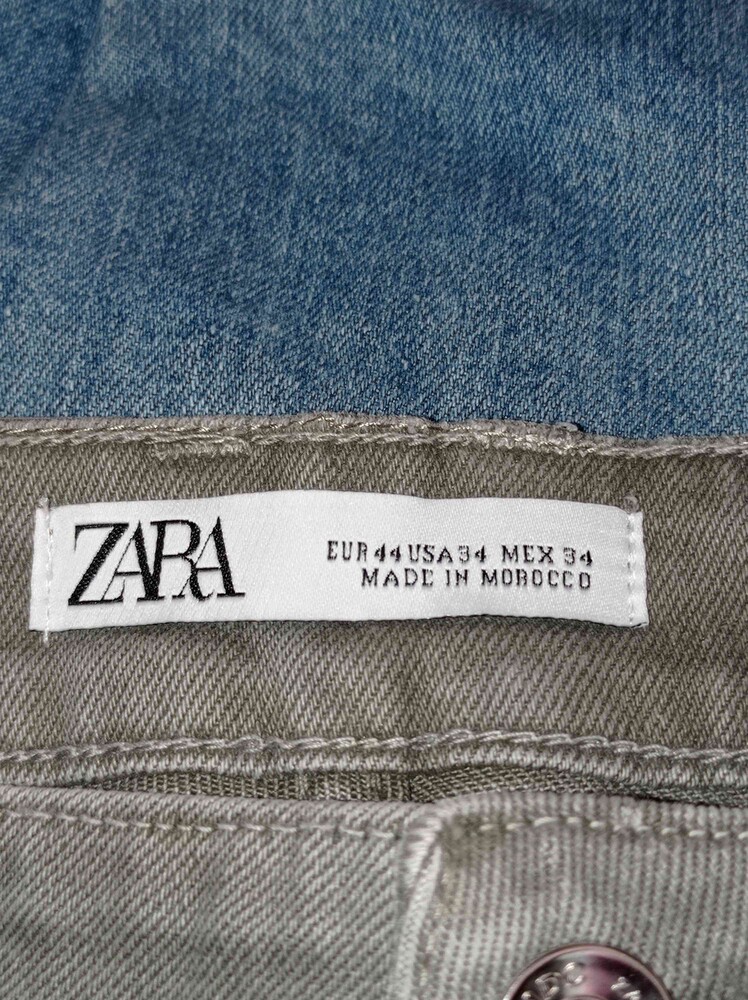 ZARA
EUR 44 USA 34 MEX 34
MADE IN MOROCCO